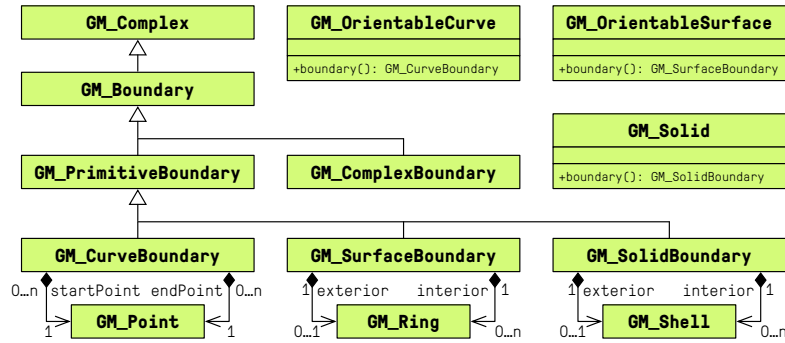 GM_Complex
GM_OrientableCurve
+boundary(): GM_CurveBoundary
GM_OrientableSurface
+boundary(): GM_SurfaceBoundary
GM_Boundary
GM_Solid
+boundary(): GM_SolidBoundary
GM_PrimitiveBoundary
GM_ComplexBoundary
GM_CurveBoundary
GM_SurfaceBoundary
GM_SolidBoundary
0…n startPoint endPoint 0…n
1 exterior interior 1
1 exterior interior 1
1 GM_Point 1
0…1 GM_Ring 0…n
0…1 GM_Shell 0…n